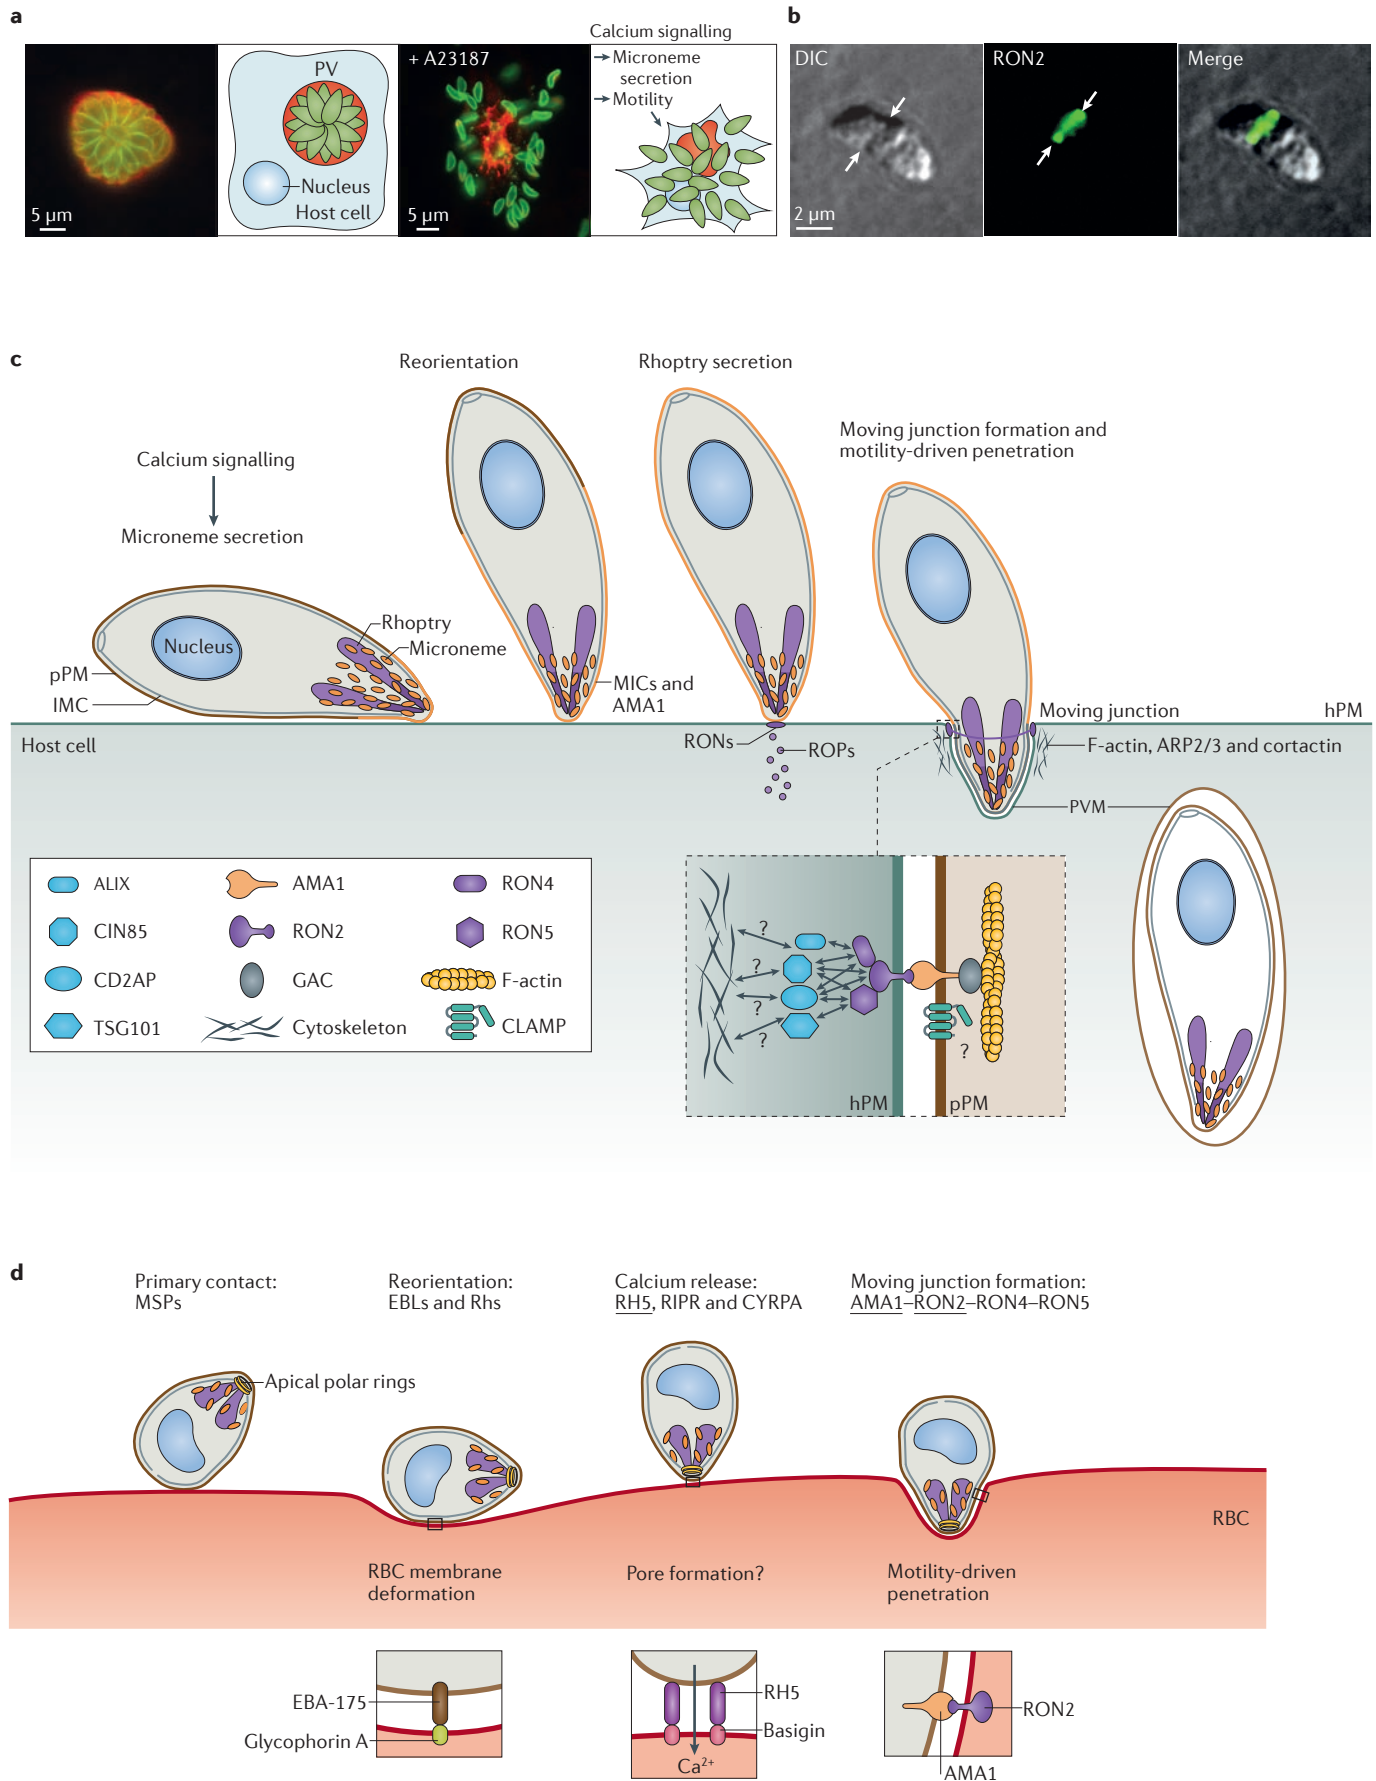 a
PV
Nucleus
Host cell
5 µm
+ A23187
5 µm
Calcium signalling
Microneme
secretion
Motility
b
DIC
2 µm
RON2
Merge
c
Calcium signalling
Microneme secretion
Reorientation
Rhoptry secretion
Moving junction formation and
motility-driven penetration
Nucleus
Rhoptry
Microneme
pPM
IMC
MICs and
AMA1
Moving junction
hPM
Host cell
RONs
ROPs
F-actin, ARP2/3 and cortactin
PVM
ALIX
AMA1
RON4
CIN85
RON2
RON5
CD2AP
GAC
F-actin
TSG101
Cytoskeleton
CLAMP
?
?
?
?
?
hPM
pPM
d
Primary contact:
MSPs
Reorientation:
EBLs and Rhs
Calcium release:
RH5, RIPR and CYRPA
Moving junction formation:
AMA1–RON2–RON4–RON5
Apical polar rings
RBC
RBC membrane
deformation
Pore formation?
Motility-driven
penetration
EBA-175
Glycophorin A
RH5
Basigin
Ca²⁺
RON2
AMA1